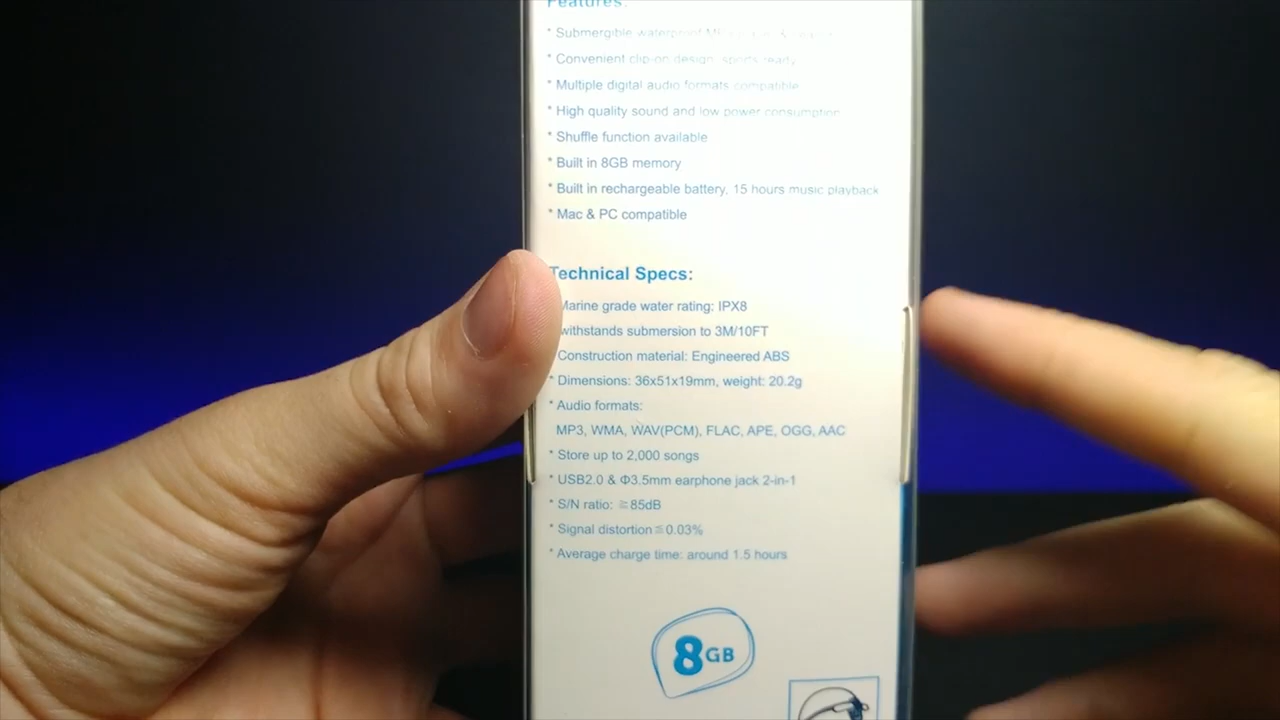 Features:
* Submergible waterproof
* Convenient clip-on design, sports ready
* Multiple digital audio formats compatible
* High quality sound and low power consumption
* Shuffle function available
* Built in 8GB memory
* Built in rechargeable battery, 15 hours music playback
* Mac & PC compatible
Technical Specs:
Marine grade water rating: IPX8
withstands submersion to 3M/10FT
Construction material: Engineered ABS
* Dimensions: 36x51x19mm, weight: 20.2g
* Audio formats:
MP3, WMA, WAV(PCM), FLAC, APE, OGG, AAC
* Store up to 2,000 songs
* USB2.0 & Φ3.5mm earphone jack 2-in-1
* S/N ratio: ≧85dB
* Signal distortion≦0.03%
* Average charge time: around 1.5 hours
8GB